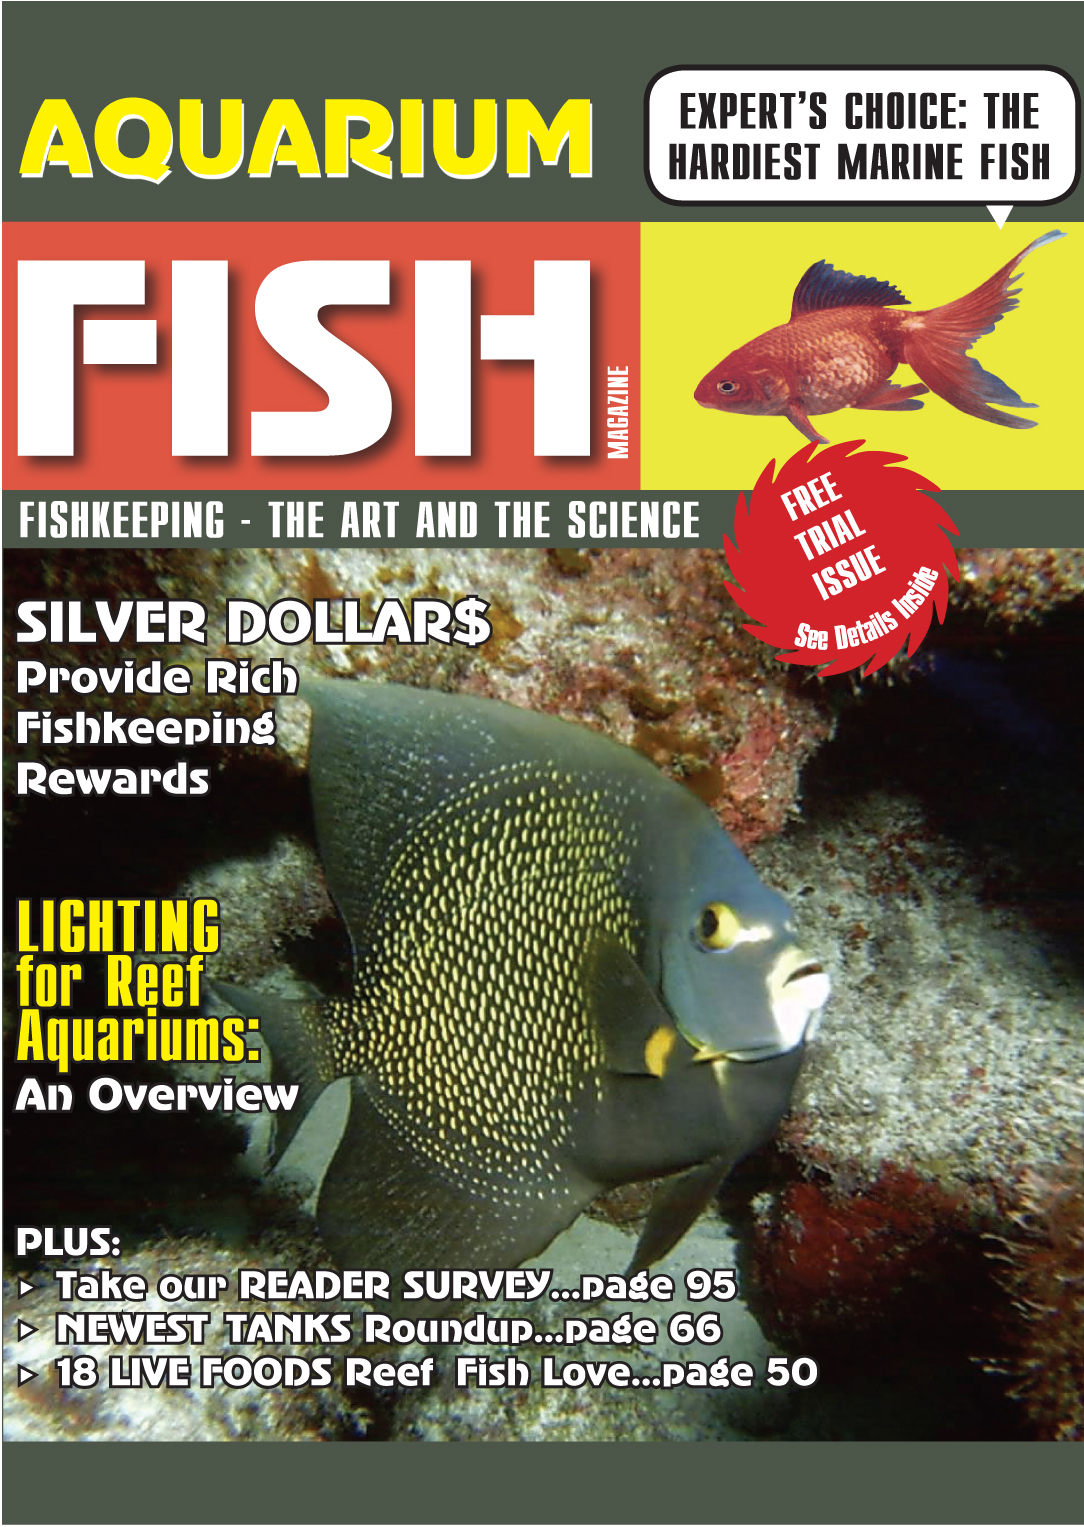 AQUARIUM
EXPERT'S CHOICE: THE
HARDIEST MARINE FISH
FISH
MAGAZINE
FISHKEEPING - THE ART AND THE SCIENCE
FREE
TRIAL
ISSUE
See Details Inside
SILVER DOLLAR$
Provide Rich
Fishkeeping
Rewards
LIGHTING
for Reef
Aquariums:
An Overview
PLUS:
▷ Take our READER SURVEY...page 95
▷ NEWEST TANKS Roundup...page 66
▷ 18 LIVE FOODS Reef Fish Love...page 50